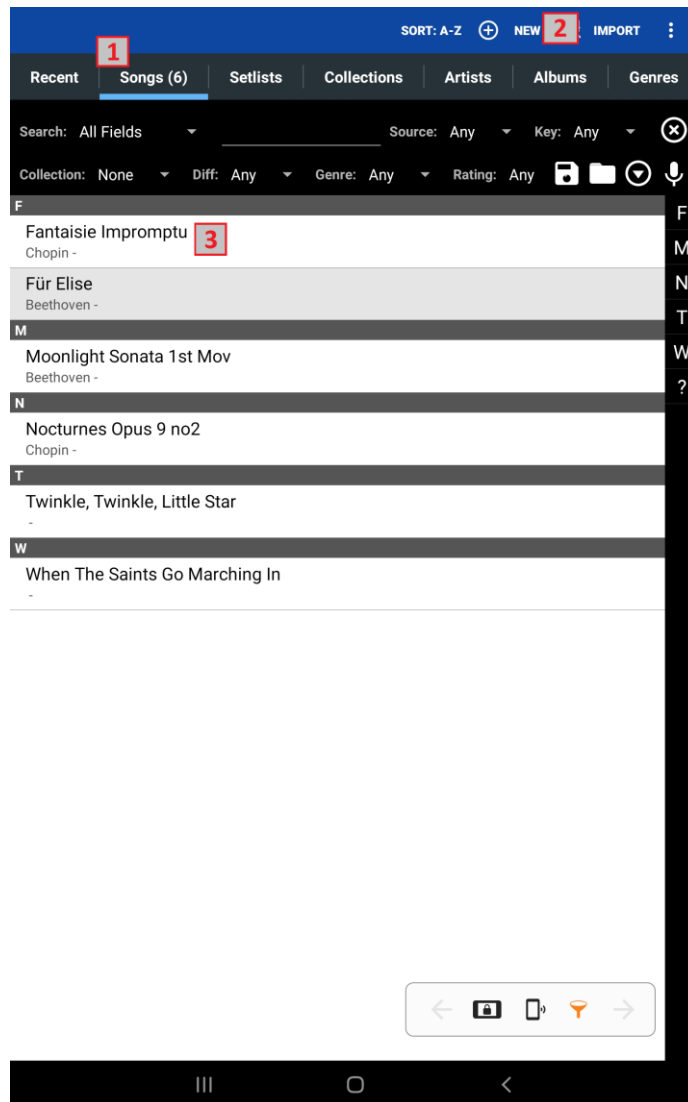 SORT: A-Z NEW 2 IMPORT
1
Recent Songs (6) Setlists Collections Artists Albums Genres
Search: All Fields Source: Any Key: Any
Collection: None Diff: Any Genre: Any Rating: Any
F
Fantaisie Impromptu
3
Chopin -
Für Elise
Beethoven -
M
Moonlight Sonata 1st Mov
Beethoven -
N
Nocturnes Opus 9 no2
Chopin -
T
Twinkle, Twinkle, Little Star
-
W
When The Saints Go Marching In
-
F
M
N
T
W
?